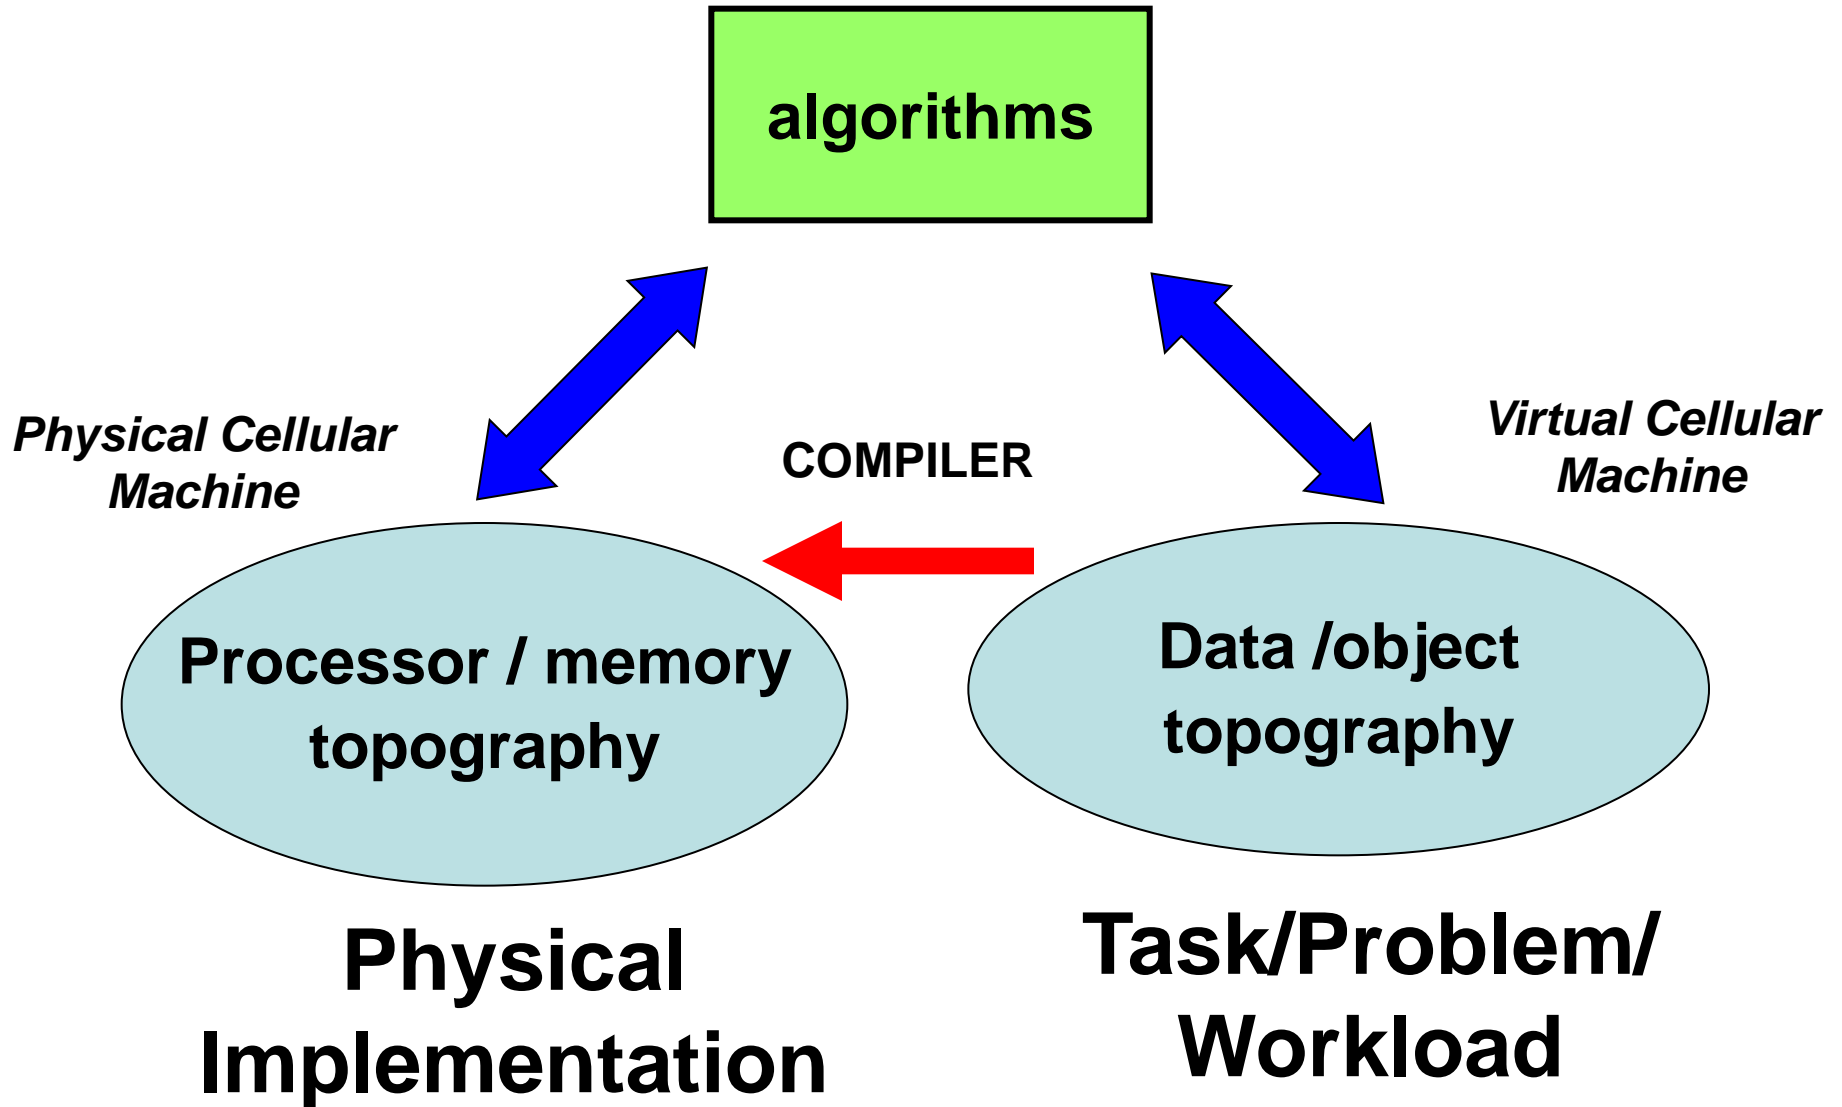 algorithms
Physical Cellular
Machine
COMPILER
Virtual Cellular
Machine
Processor / memory
topography
Data /object
topography
Physical
Implementation
Task/Problem/
Workload